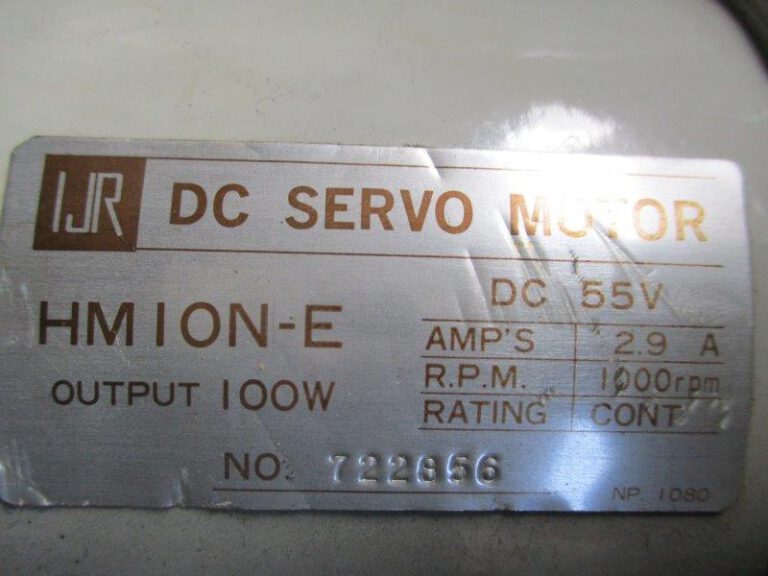 IJR DC SERVO MOTOR
DC 55V
HM10N-E
AMP'S 2.9 A
R.P.M. 1000rpm
OUTPUT 100W
RATING CONT
NO. 722856
NP 1080